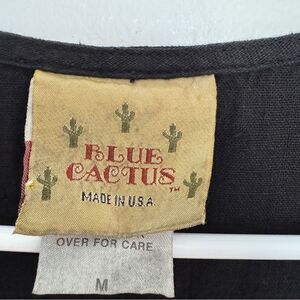 BLUE
CACTUS™
MADE IN U.S.A.
OVER FOR CARE
M